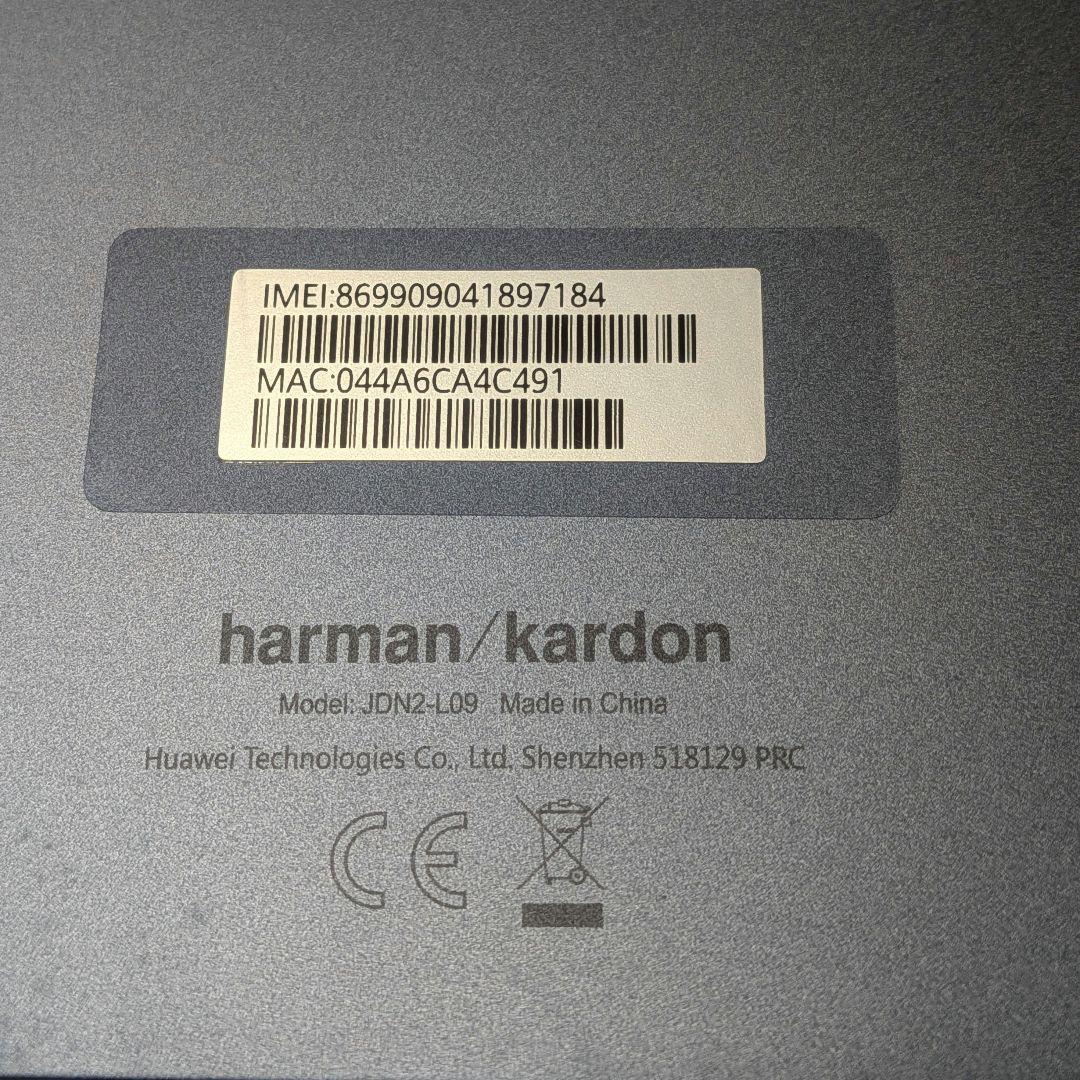 IMEI:869909041897184
MAC:044A6CA4C491
harman/kardon
Model: JDN2-L09 Made in China
Huawei Technologies Co., Ltd. Shenzhen 518129 PRC
CE